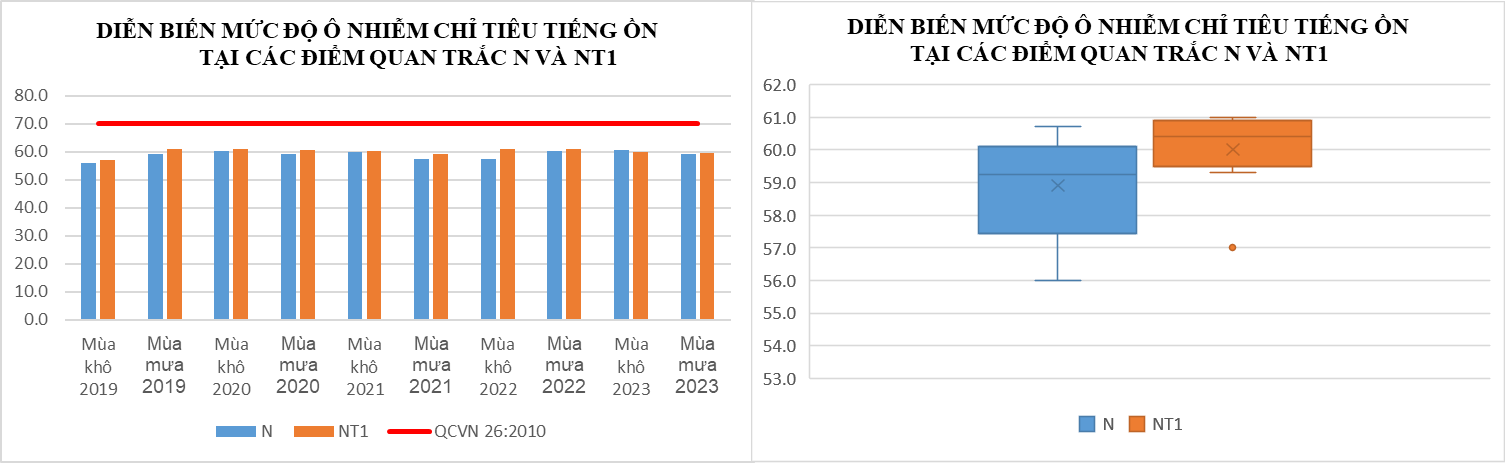 DIỄN BIẾN MỨC ĐỘ Ô NHIỄM CHỈ TIÊU TIẾNG ỒN
TẠI CÁC ĐIỂM QUAN TRẮC N VÀ NT1
80.0
70.0
60.0
50.0
40.0
30.0
20.0
10.0
0.0
Mùa khô 2019
Mùa mưa 2019
Mùa khô 2020
Mùa mưa 2020
Mùa khô 2021
Mùa mưa 2021
Mùa khô 2022
Mùa mưa 2022
Mùa khô 2023
Mùa mưa 2023
N NT1 QCVN 26:2010
DIỄN BIẾN MỨC ĐỘ Ô NHIỄM CHỈ TIÊU TIẾNG ỒN
TẠI CÁC ĐIỂM QUAN TRẮC N VÀ NT1
62.0
61.0
60.0
59.0
58.0
57.0
56.0
55.0
54.0
53.0
N NT1